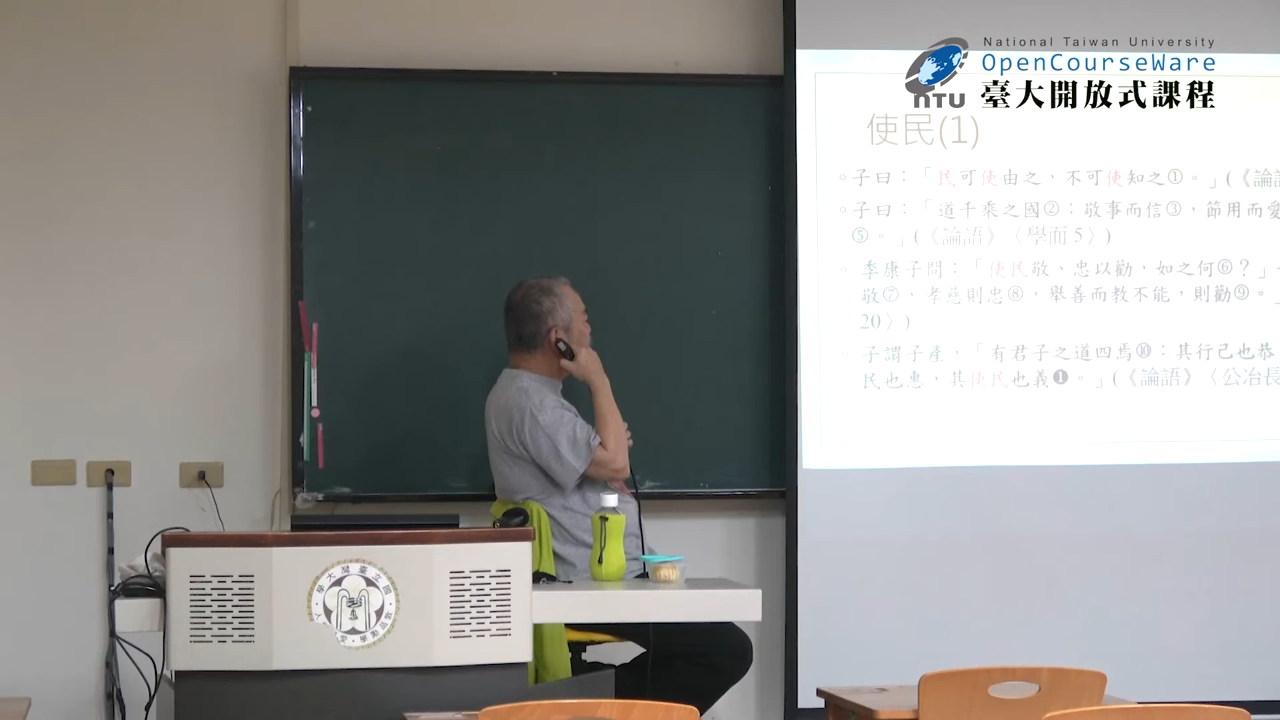 National Taiwan University
OpenCourseWare
NTU 臺大開放式課程
使民(1)
。子曰：「民可使由之，不可使知之①。」(《論語
。子曰：「道千乘之國②：敬事而信③，節用而愛
⑤。」(《論語》〈學而 5〉)
。季康子問：「使民敬、忠以勸，如之何⑥？」
敬⑦，孝慈則忠⑧，舉善而教不能，則勸⑨。」
20〉)
。子謂子產，「有君子之道四焉⑩：其行己也恭
民也惠，其使民也義❶。」(《論語》〈公冶長